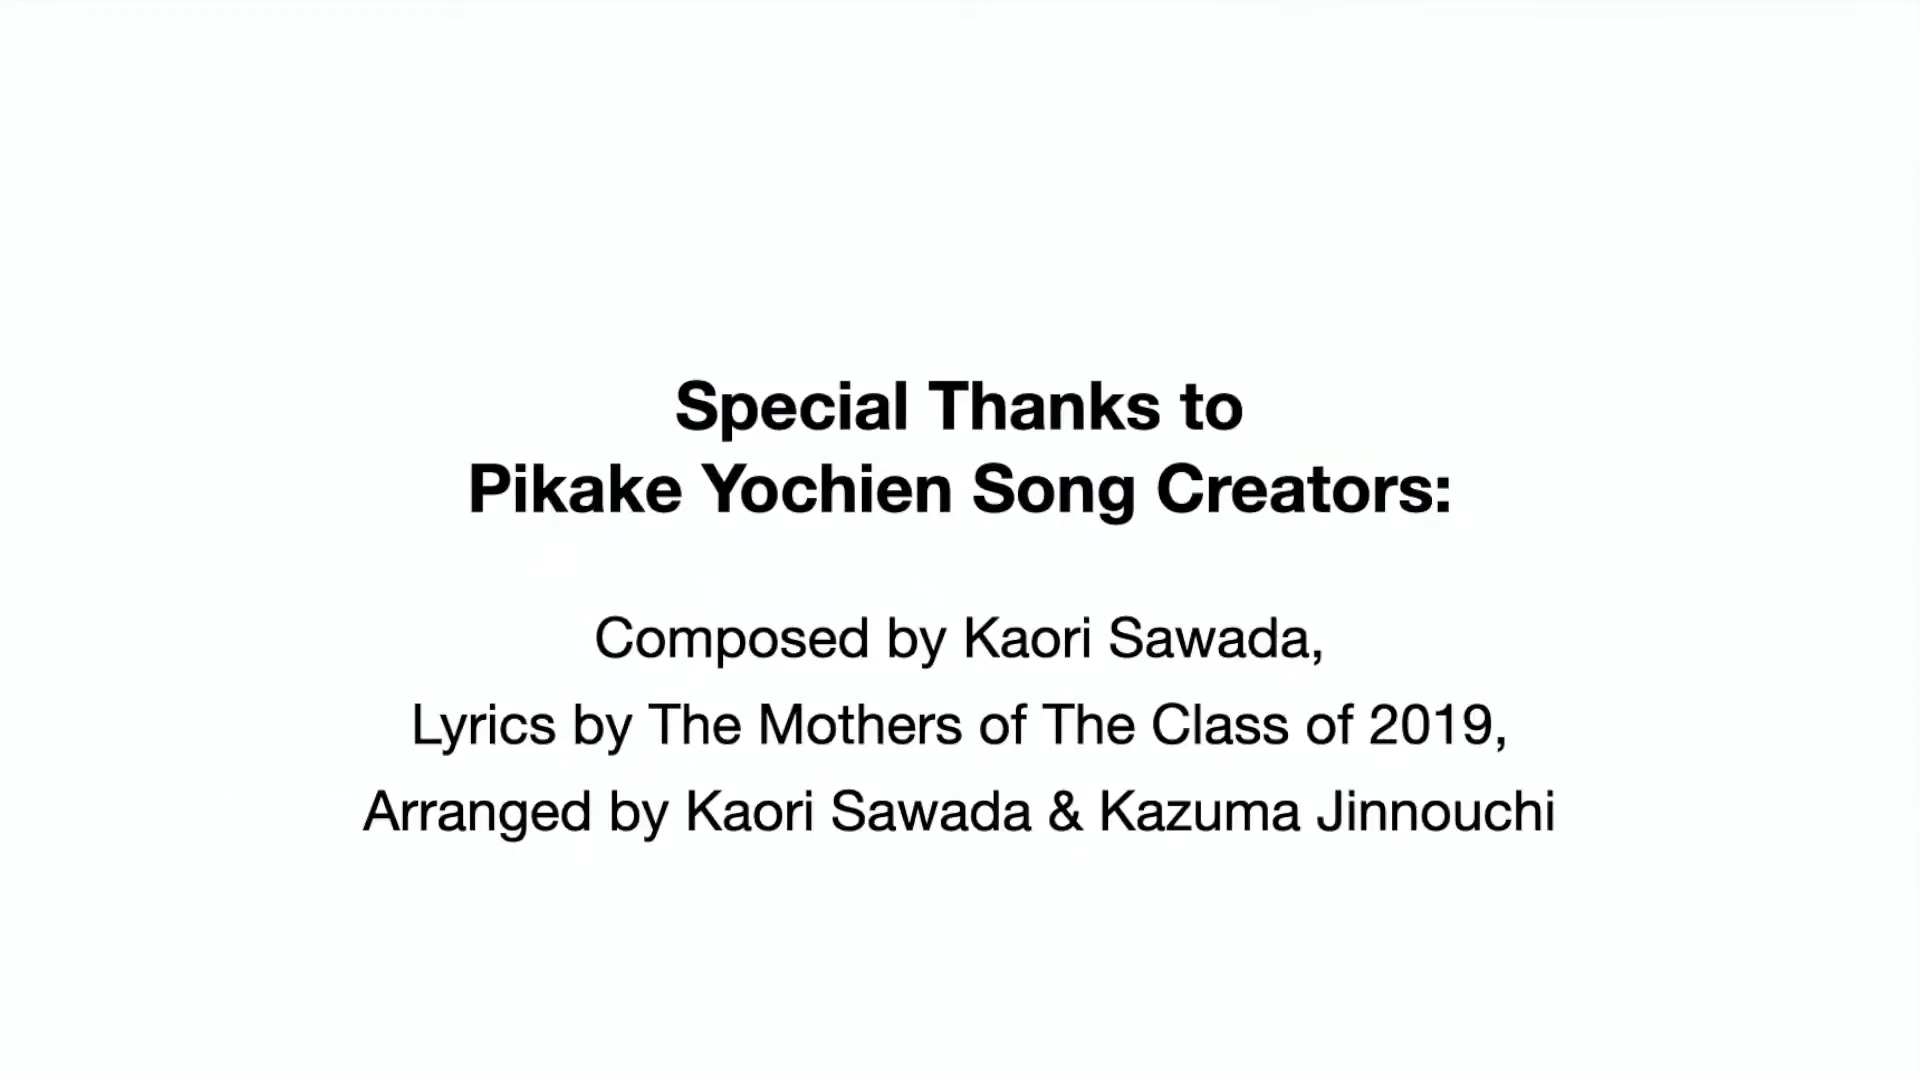 Special Thanks to
Pikake Yochien Song Creators:
Composed by Kaori Sawada,
Lyrics by The Mothers of The Class of 2019,
Arranged by Kaori Sawada & Kazuma Jinnouchi